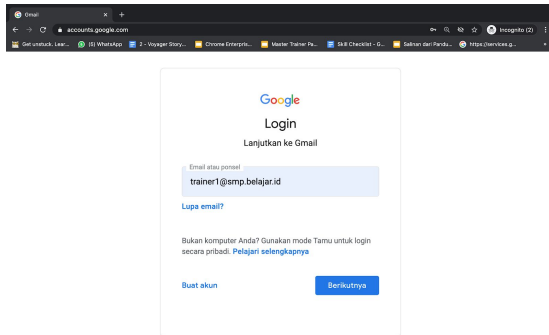 Gmail
accounts.google.com
Incognito (2)
Get unstuck. Lear...
(5) WhatsApp
2 - Voyager Story...
Chrome Enterpris...
Master Trainer Pa...
Skill Checklist - G...
Salinan dari Pandu...
https://services.g...
Google
Login
Lanjutkan ke Gmail
Email atau ponsel
trainer1@smp.belajar.id
Lupa email?
Bukan komputer Anda? Gunakan mode Tamu untuk login
secara pribadi. Pelajari selengkapnya
Buat akun
Berikutnya